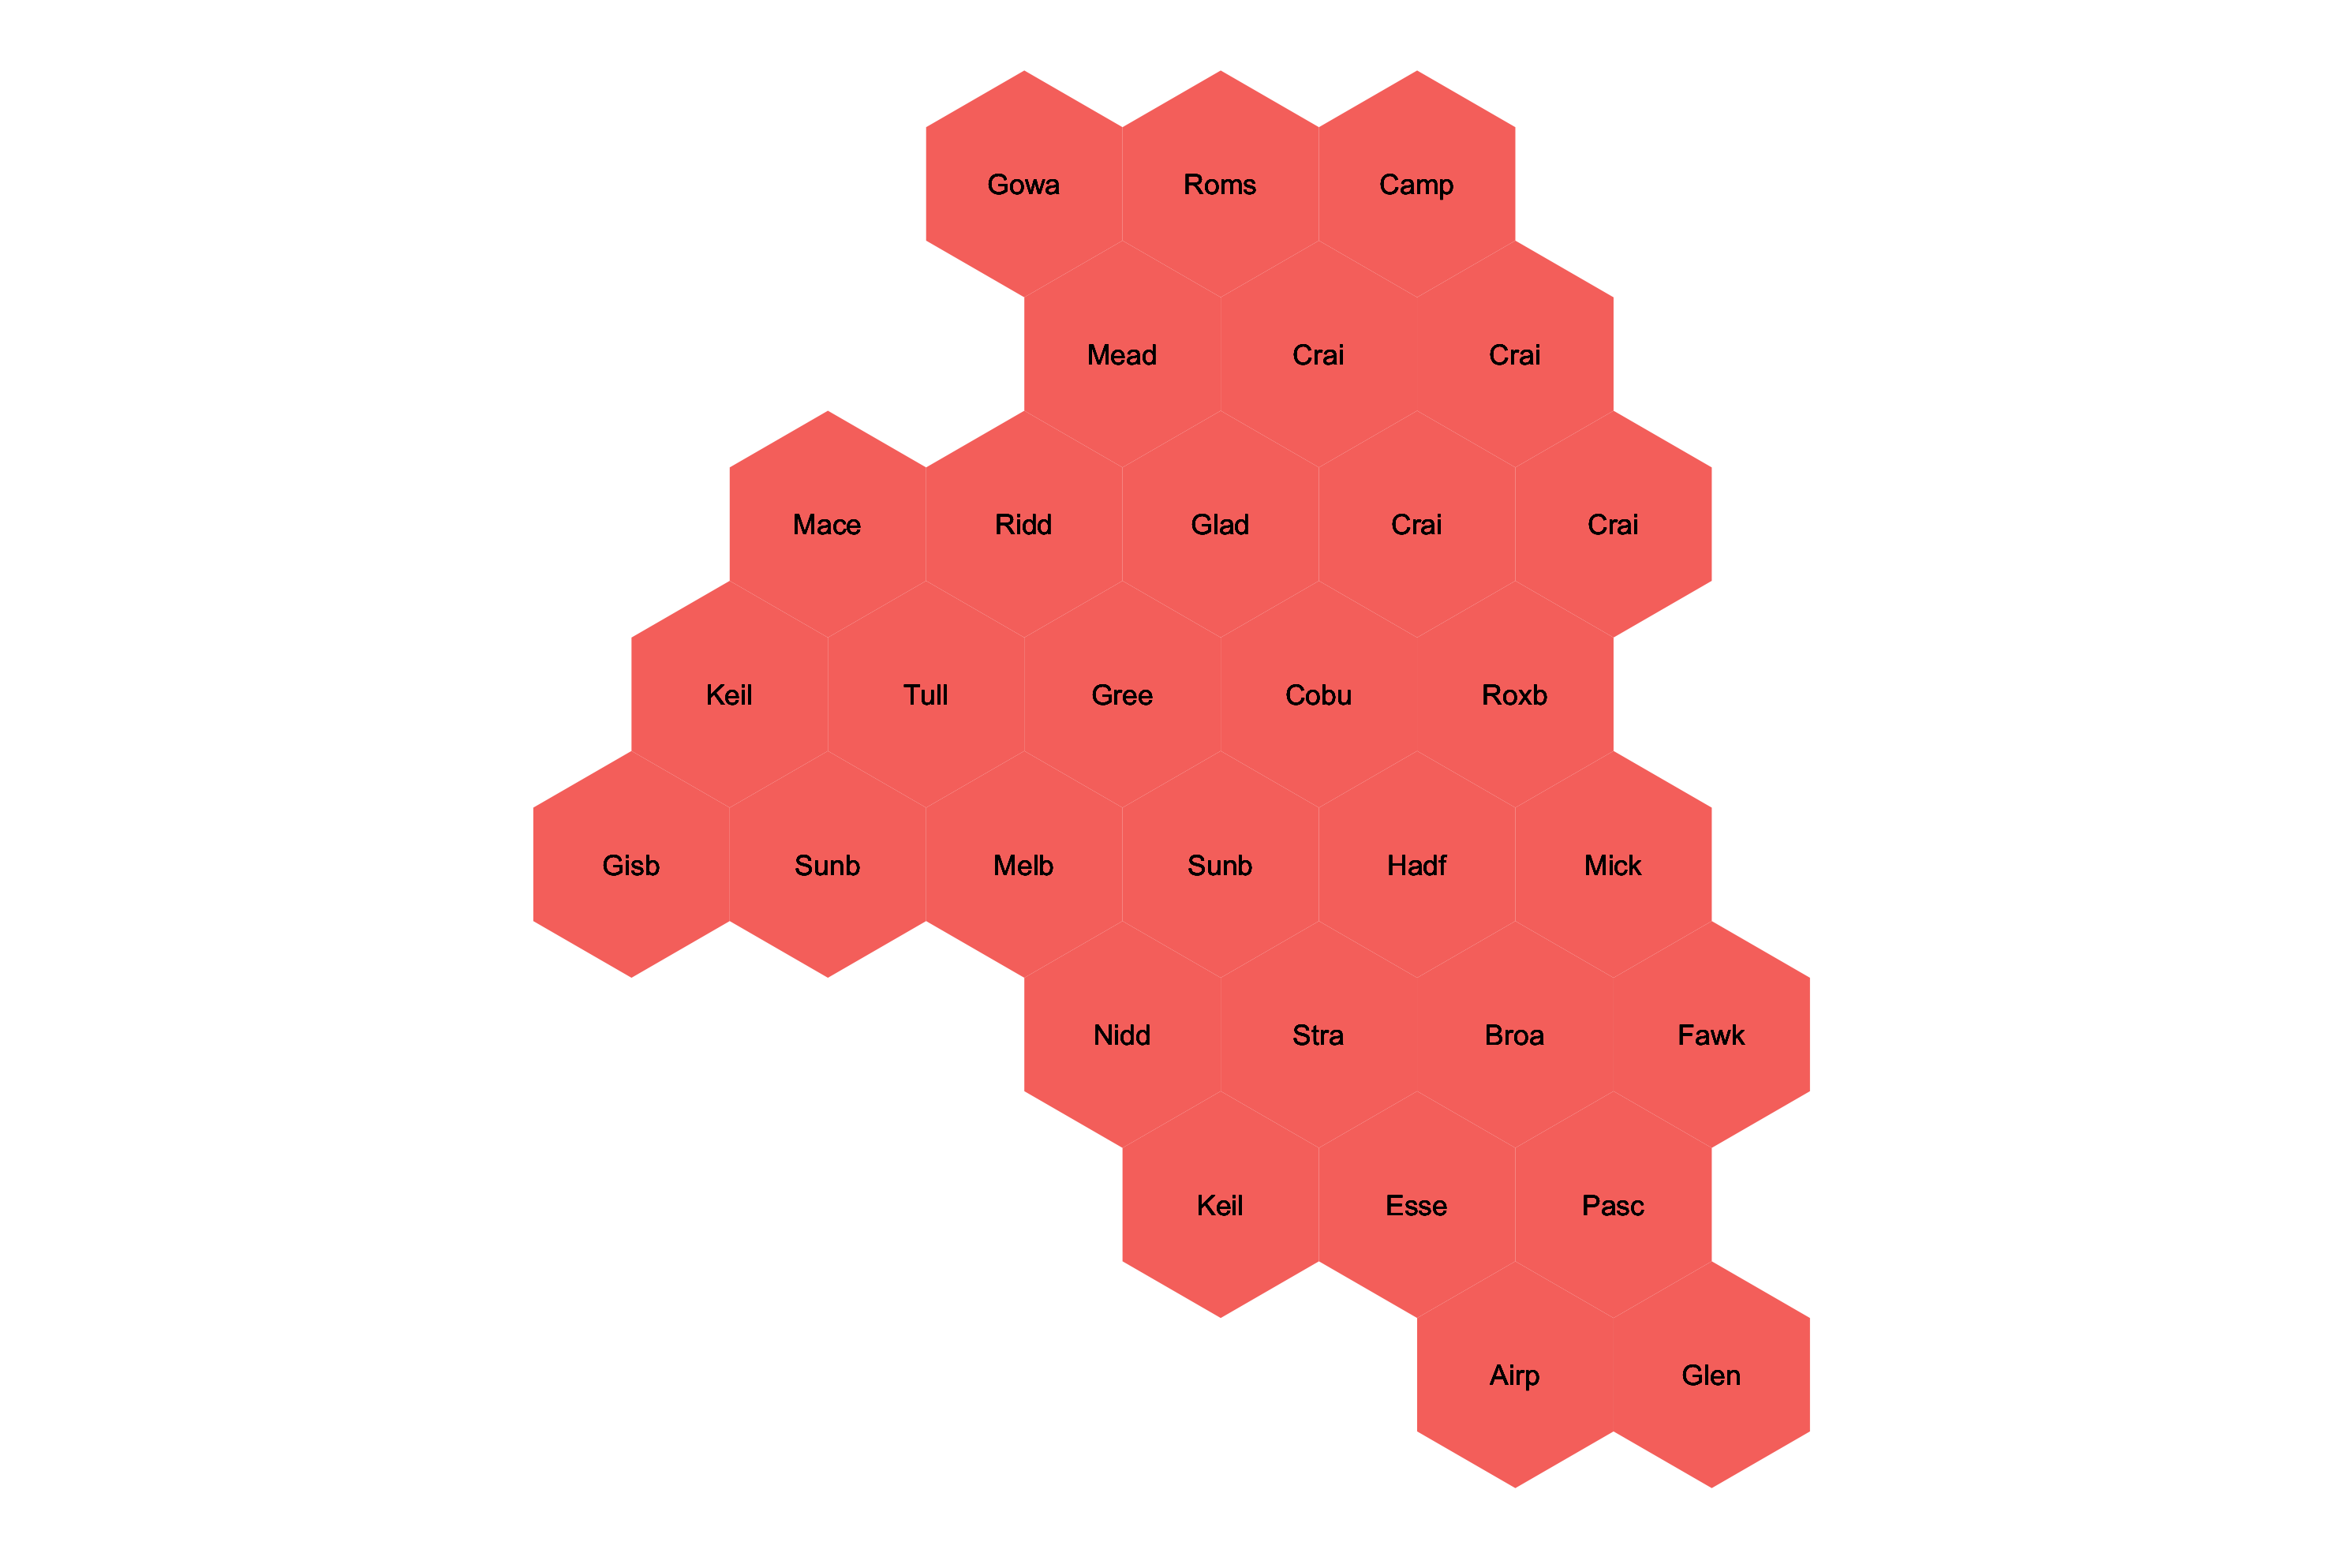 Gowa Roms Camp
Mead Crai Crai
Mace Ridd Glad Crai Crai
Keil Tull Gree Cobu Roxb
Gisb Sunb Melb Sunb Hadf Mick
Nidd Stra Broa Fawk
Keil Esse Pasc
Airp Glen